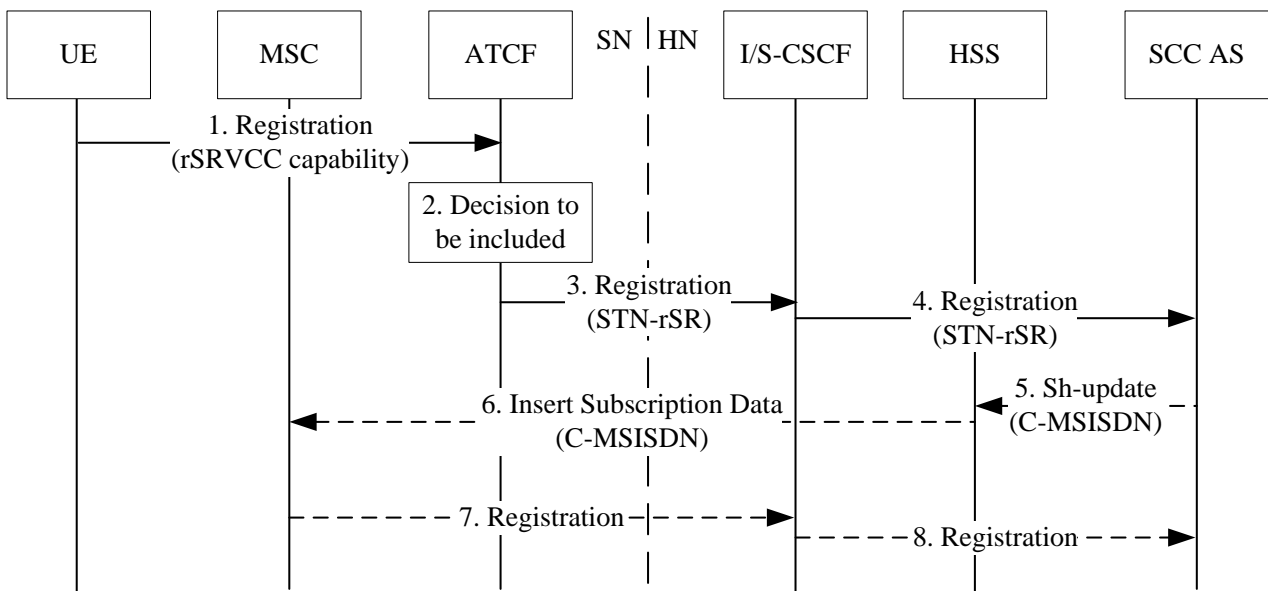 UE
MSC
ATCF
SN
HN
I/S-CSCF
HSS
SCC AS
1. Registration
(rSRVCC capability)
2. Decision to
be included
3. Registration
(STN-rSR)
4. Registration
(STN-rSR)
5. Sh-update
(C-MSISDN)
6. Insert Subscription Data
(C-MSISDN)
7. Registration
8. Registration